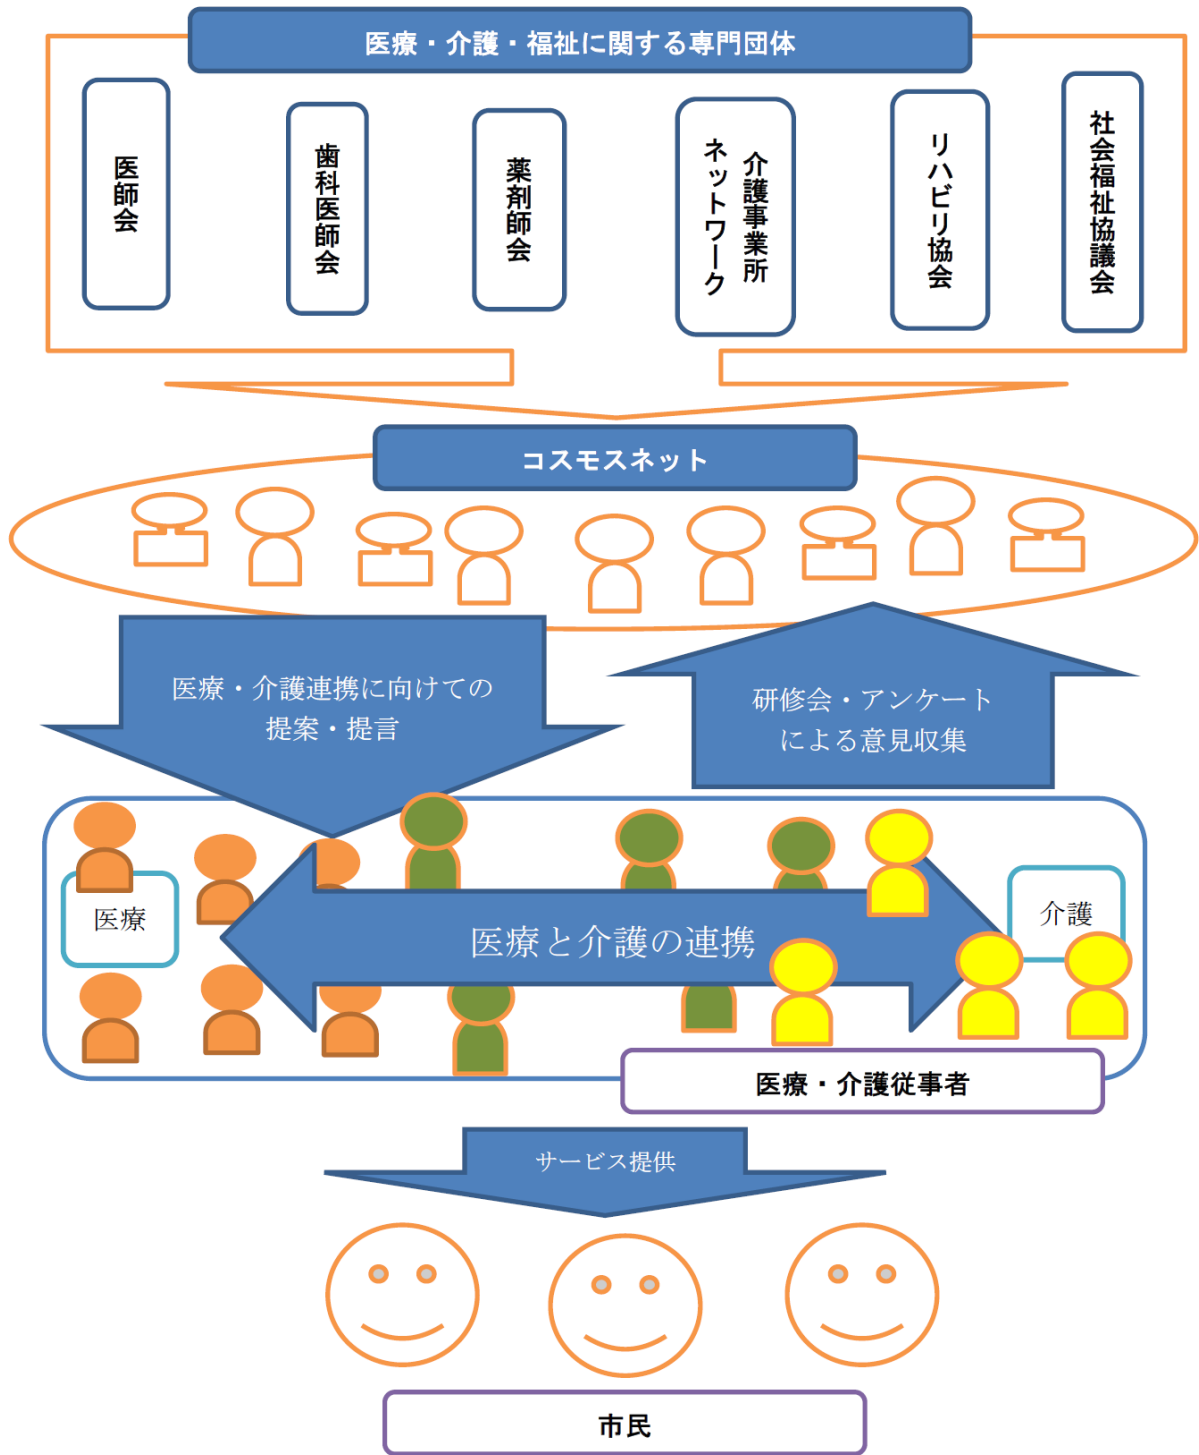 医療・介護・福祉に関する専門団体
医師会
歯科医師会
薬剤師会
介護事業所
ネットワーク
リハビリ協会
社会福祉協議会
コスモスネット
医療・介護連携に向けての
提案・提言
研修会・アンケート
による意見収集
医療
医療と介護の連携
介護
医療・介護従事者
サービス提供
市民